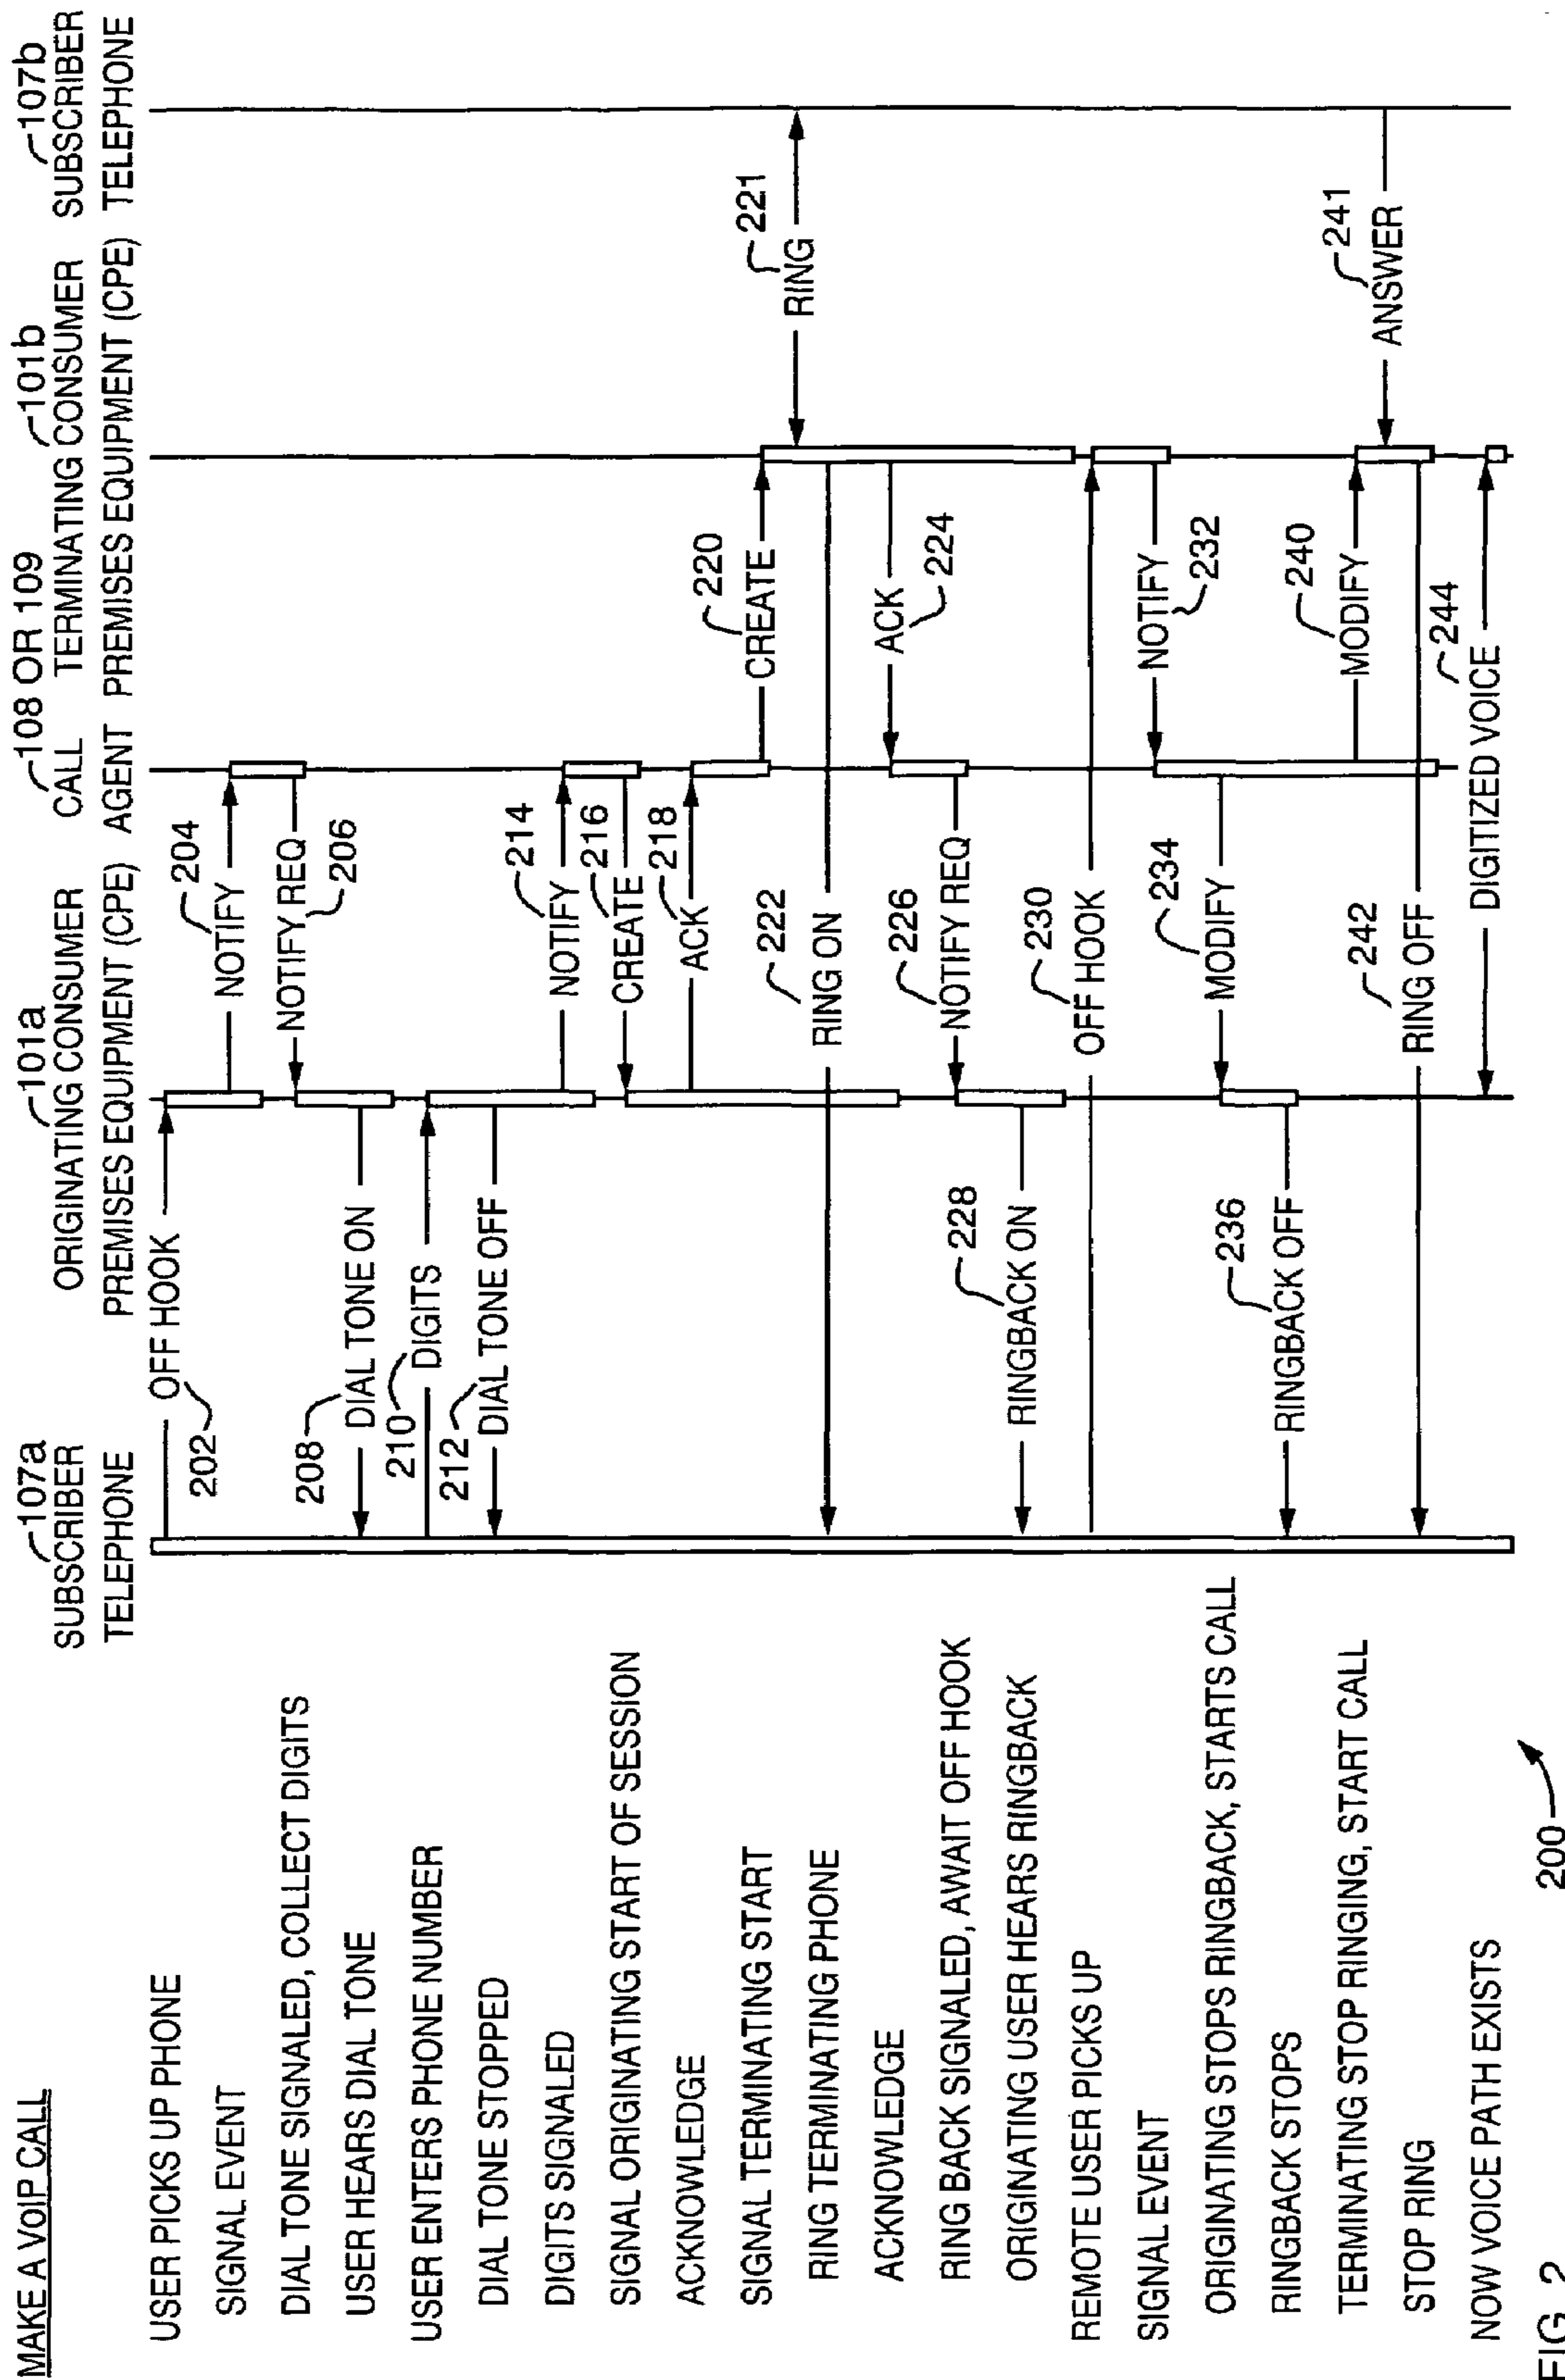 MAKE A VOIP CALL
107a
101a
108 OR 109
101b
107b
SUBSCRIBER
TELEPHONE
ORIGINATING CONSUMER
PREMISES EQUIPMENT (CPE)
CALL
AGENT
TERMINATING CONSUMER
PREMISES EQUIPMENT (CPE)
SUBSCRIBER
TELEPHONE
USER PICKS UP PHONE
OFF HOOK
202
SIGNAL EVENT
NOTIFY
204
DIAL TONE SIGNALED, COLLECT DIGITS
NOTIFY REQ
206
USER HEARS DIAL TONE
208
DIAL TONE ON
USER ENTERS PHONE NUMBER
210
DIGITS
DIAL TONE STOPPED
212
DIAL TONE OFF
DIGITS SIGNALED
NOTIFY
214
SIGNAL ORIGINATING START OF SESSION
CREATE
216
ACKNOWLEDGE
ACK
218
SIGNAL TERMINATING START
CREATE
220
RING
221
RING TERMINATING PHONE
RING ON
222
ACKNOWLEDGE
ACK
224
RING BACK SIGNALED, AWAIT OFF HOOK
NOTIFY REQ
226
ORIGINATING USER HEARS RINGBACK
RINGBACK ON
228
REMOTE USER PICKS UP
OFF HOOK
230
SIGNAL EVENT
NOTIFY
232
ORIGINATING STOPS RINGBACK, STARTS CALL
MODIFY
234
RINGBACK STOPS
RINGBACK OFF
236
TERMINATING STOP RINGING, START CALL
MODIFY
240
ANSWER
241
STOP RING
RING OFF
242
NOW VOICE PATH EXISTS
DIGITIZED VOICE
244
200
FIG. 2